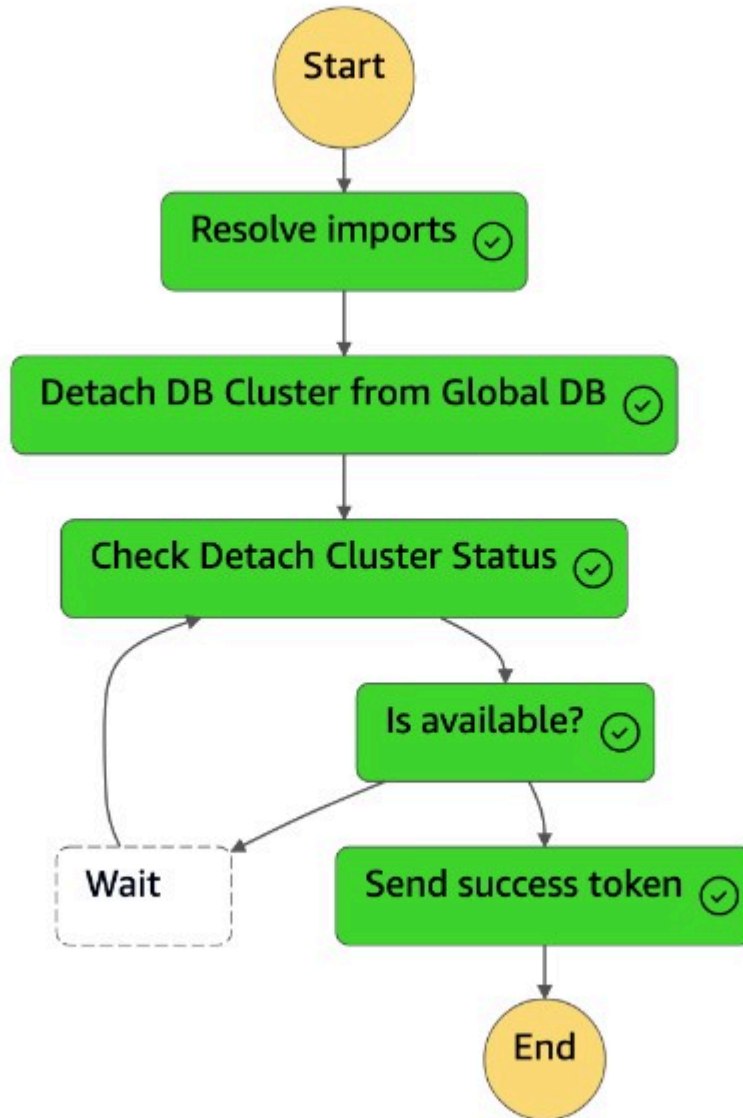 Start
Resolve imports
Detach DB Cluster from Global DB
Check Detach Cluster Status
Is available?
Wait
Send success token
End